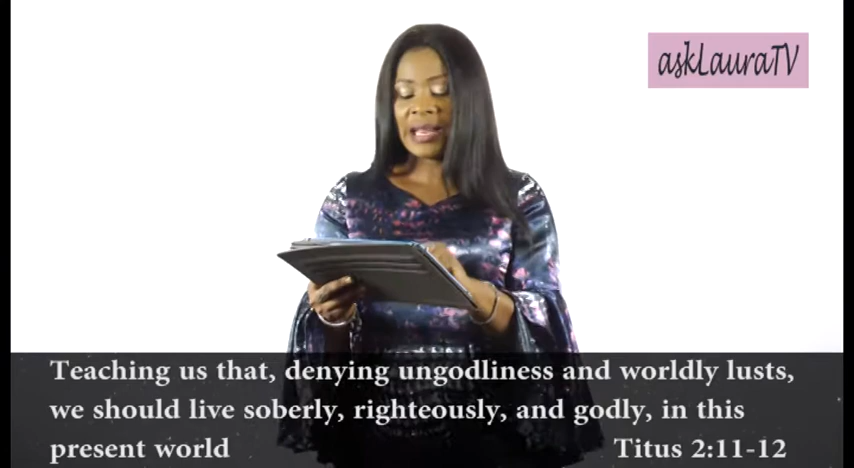 askLauraTV
Teaching us that, denying ungodliness and worldly lusts,
we should live soberly, righteously, and godly, in this
present world
Titus 2:11-12